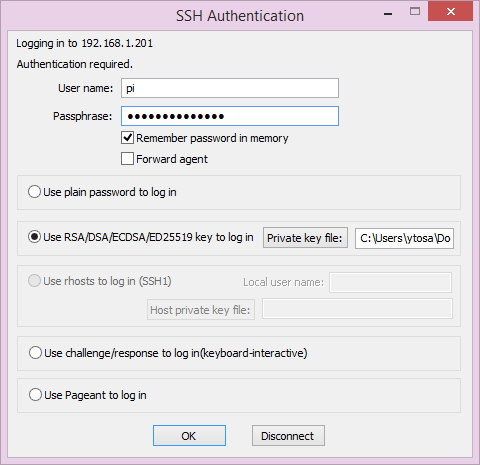 SSH Authentication
Logging in to 192.168.1.201
Authentication required.
User name: pi
Passphrase: ●●●●●●●●●●●●●●
Remember password in memory
Forward agent
Use plain password to log in
Use RSA/DSA/ECDSA/ED25519 key to log in Private key file: C:\Users\ytosa\Do
Use rhosts to log in (SSH1) Local user name:
Host private key file:
Use challenge/response to log in(keyboard-interactive)
Use Pageant to log in
OK Disconnect